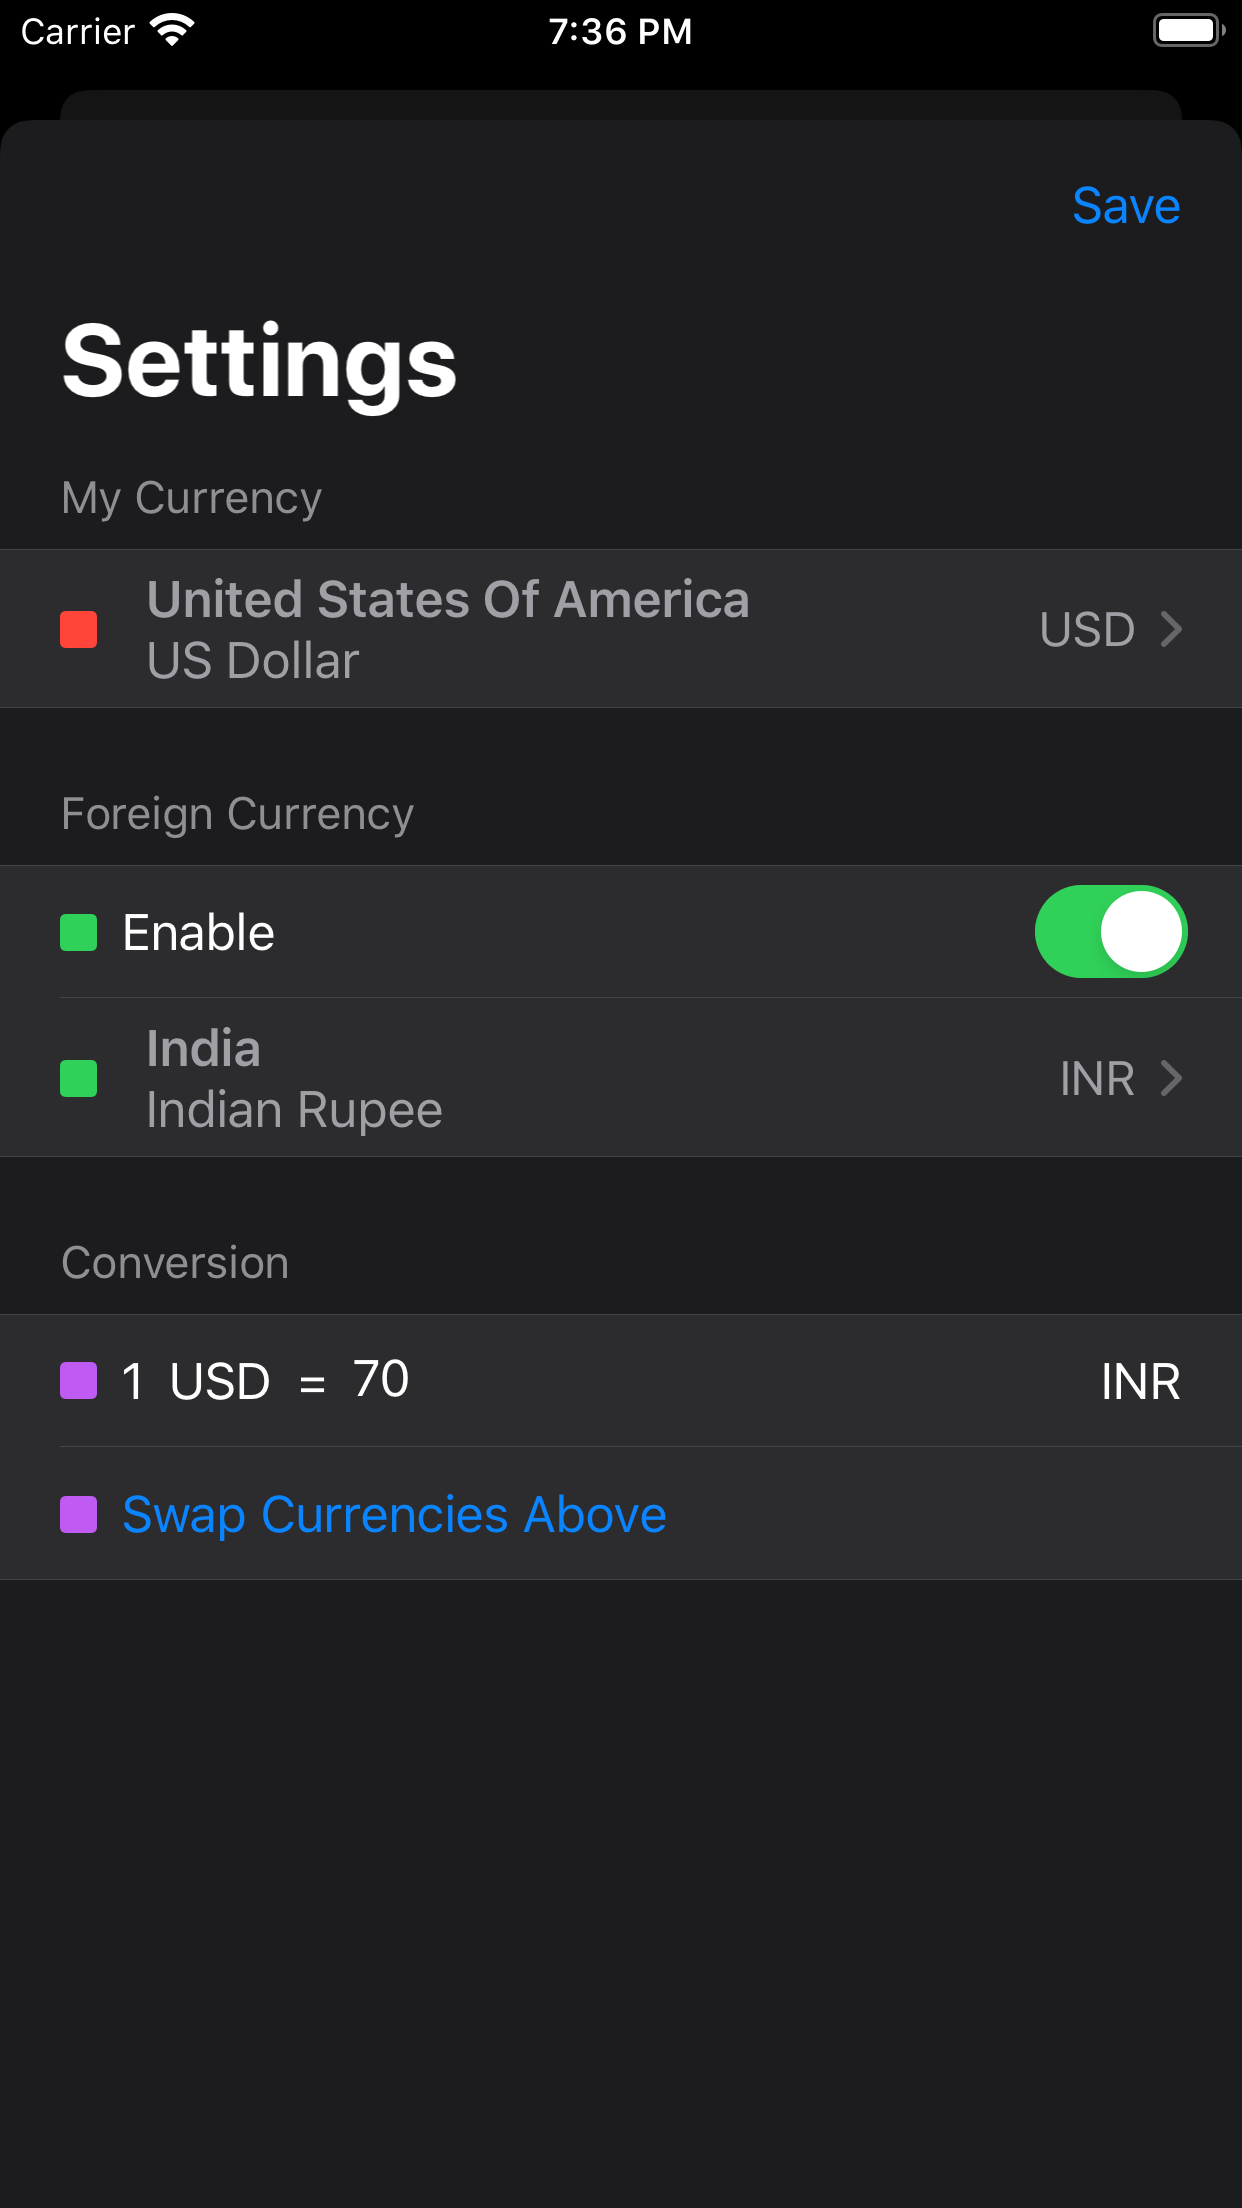 Carrier 7:36 PM
Save
Settings
My Currency
United States Of America
US Dollar
USD
Foreign Currency
Enable
India
Indian Rupee
INR
Conversion
1 USD = 70 INR
Swap Currencies Above